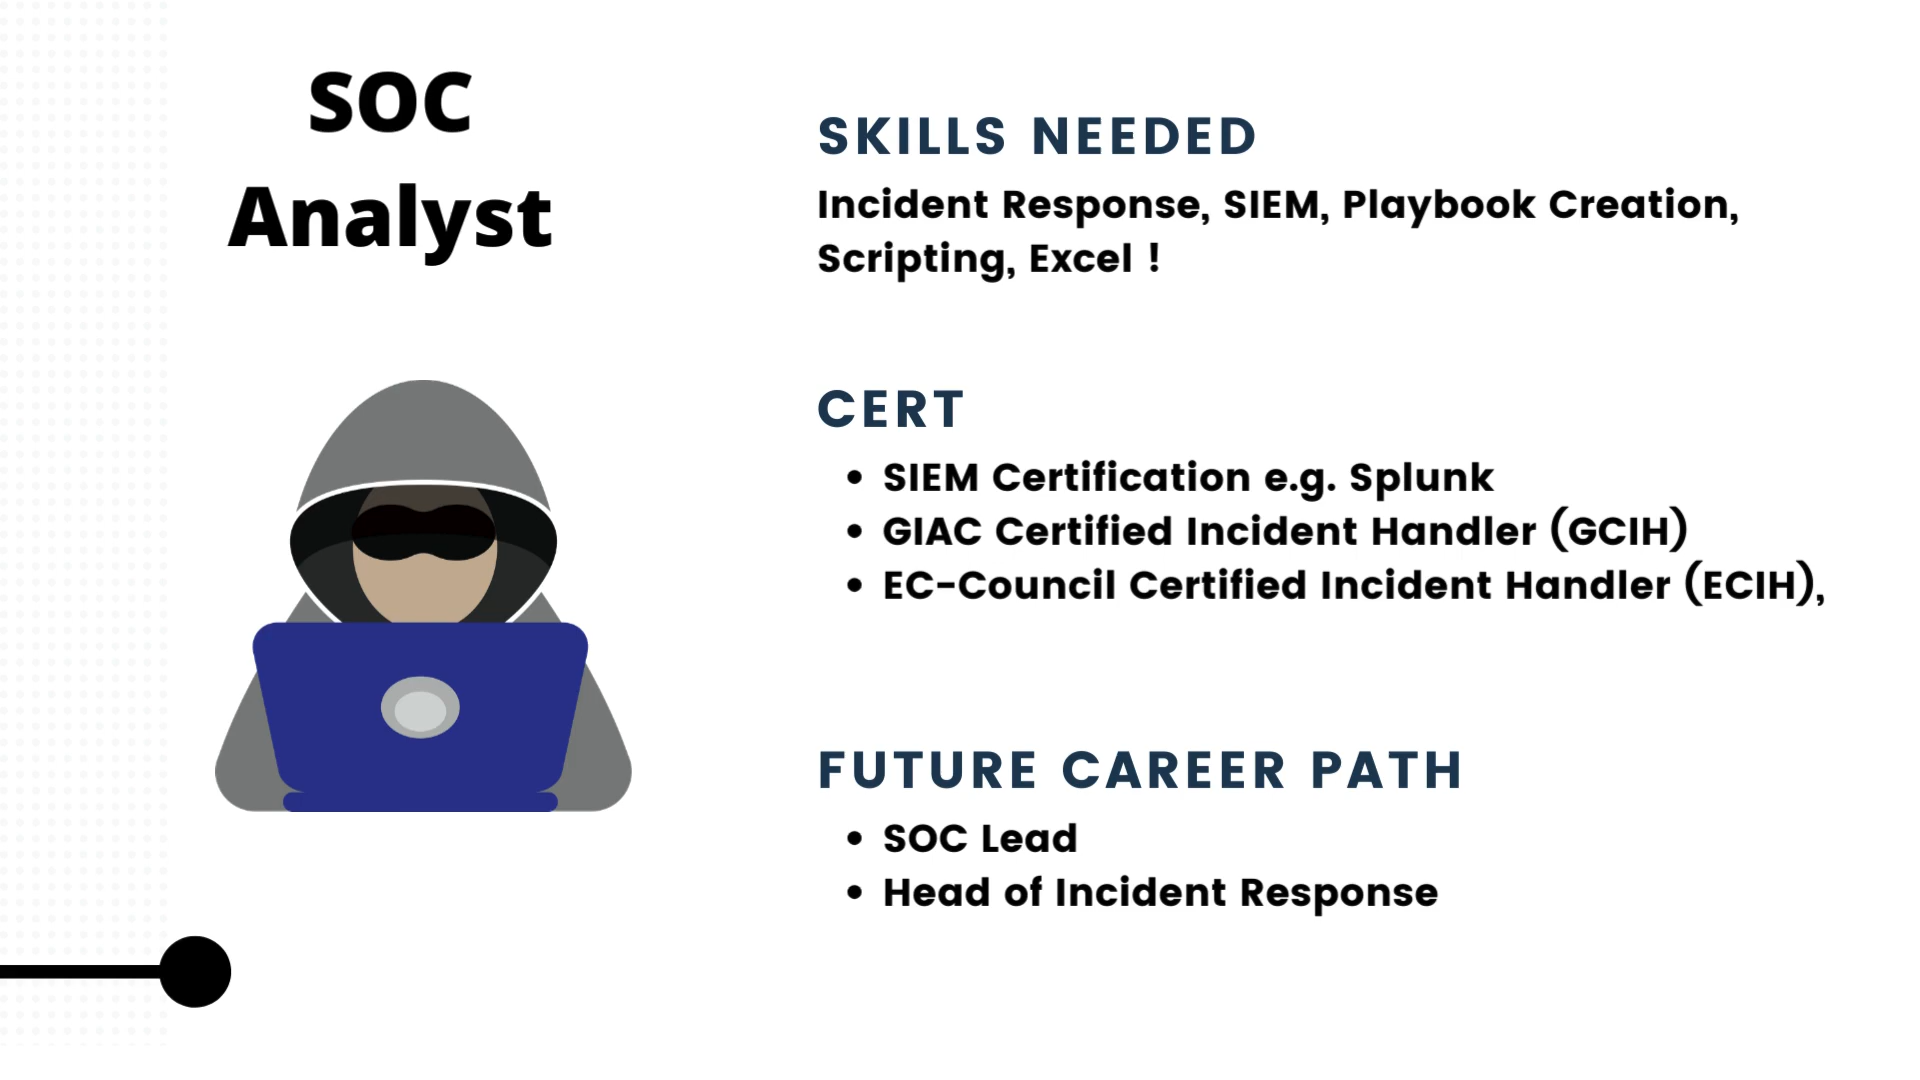 SOC
Analyst
SKILLS NEEDED
Incident Response, SIEM, Playbook Creation,
Scripting, Excel !
CERT
• SIEM Certification e.g. Splunk
• GIAC Certified Incident Handler (GCIH)
• EC-Council Certified Incident Handler (ECIH),
FUTURE CAREER PATH
• SOC Lead
• Head of Incident Response